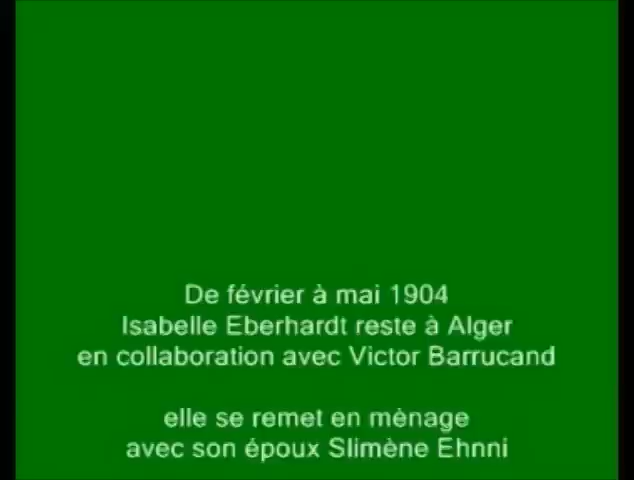 De février à mai 1904
Isabelle Eberhardt reste à Alger
en collaboration avec Victor Barrucand
elle se remet en mènage
avec son époux Slimène Ehnni